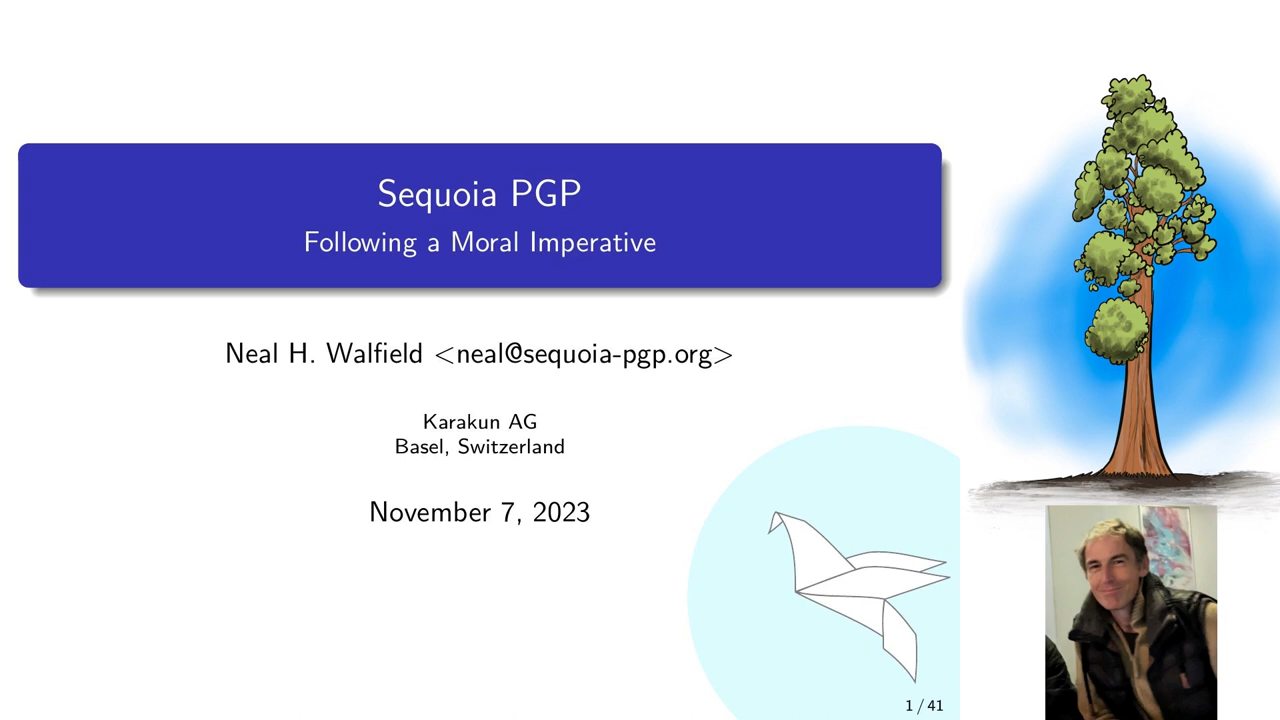 Sequoia PGP
Following a Moral Imperative
Neal H. Walfield <neal@sequoia-pgp.org>
Karakun AG
Basel, Switzerland
November 7, 2023
1 / 41